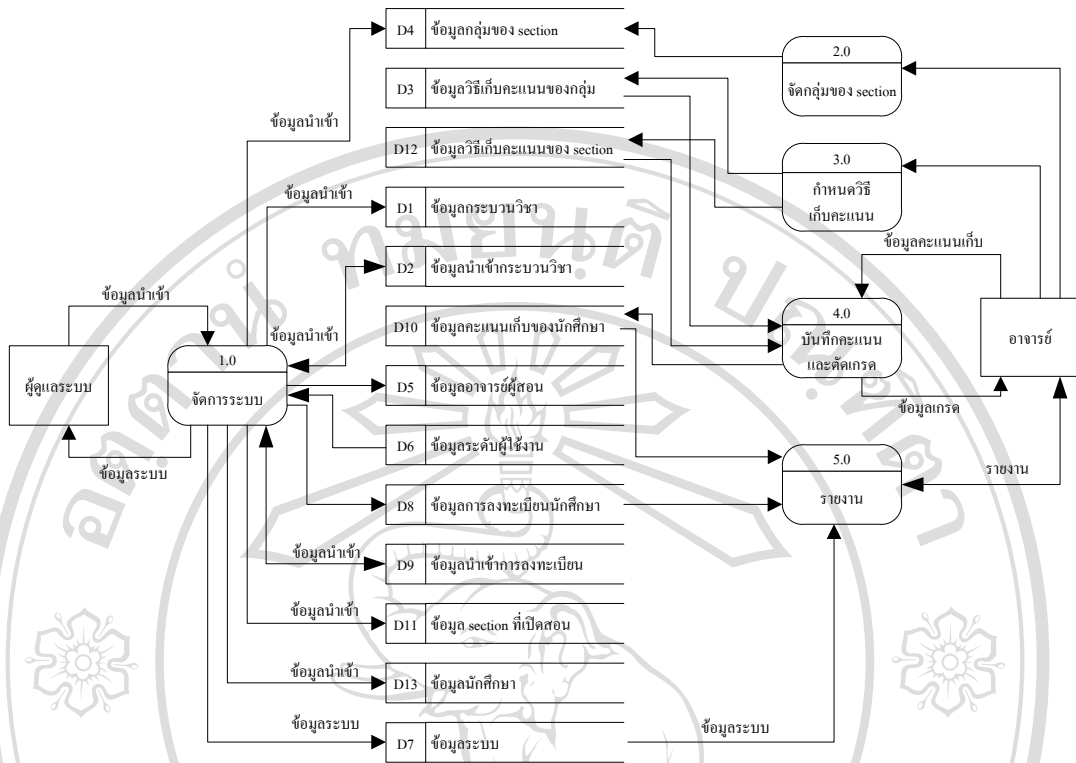 D4 ข้อมูลกลุ่มของ section
2.0
จัดกลุ่มของ section
D3 ข้อมูลวิธีเก็บคะแนนของกลุ่ม
ข้อมูลนำเข้า
D12 ข้อมูลวิธีเก็บคะแนนของ section
3.0
กำหนดวิธี
เก็บคะแนน
ข้อมูลนำเข้า
D1 ข้อมูลกระบวนวิชา
ข้อมูลคะแนนเก็บ
D2 ข้อมูลนำเข้ากระบวนวิชา
ข้อมูลนำเข้า
ข้อมูลนำเข้า
D10 ข้อมูลคะแนนเก็บของนักศึกษา
4.0
บันทึกคะแนน
และตัดเกรด
อาจารย์
ผู้ดูแลระบบ
1.0
จัดการระบบ
D5 ข้อมูลอาจารย์ผู้สอน
ข้อมูลเกรด
D6 ข้อมูลระดับผู้ใช้งาน
ข้อมูลระบบ
5.0
รายงาน
รายงาน
D8 ข้อมูลการลงทะเบียนนักศึกษา
ข้อมูลนำเข้า
D9 ข้อมูลนำเข้าการลงทะเบียน
ข้อมูลนำเข้า
D11 ข้อมูล section ที่เปิดสอน
ข้อมูลนำเข้า
D13 ข้อมูลนักศึกษา
ข้อมูลระบบ
D7 ข้อมูลระบบ
ข้อมูลระบบ
อตฺตานํ ทมยนฺติ ปณฺฑิตา